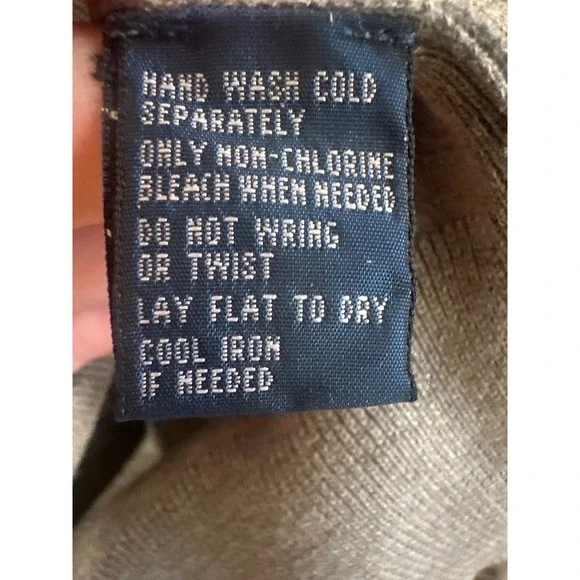 HAND WASH COLD
SEPARATELY
ONLY NON-CHLORINE
BLEACH WHEN NEEDED
DO NOT WRING
OR TWIST
LAY FLAT TO DRY
COOL IRON
IF NEEDED